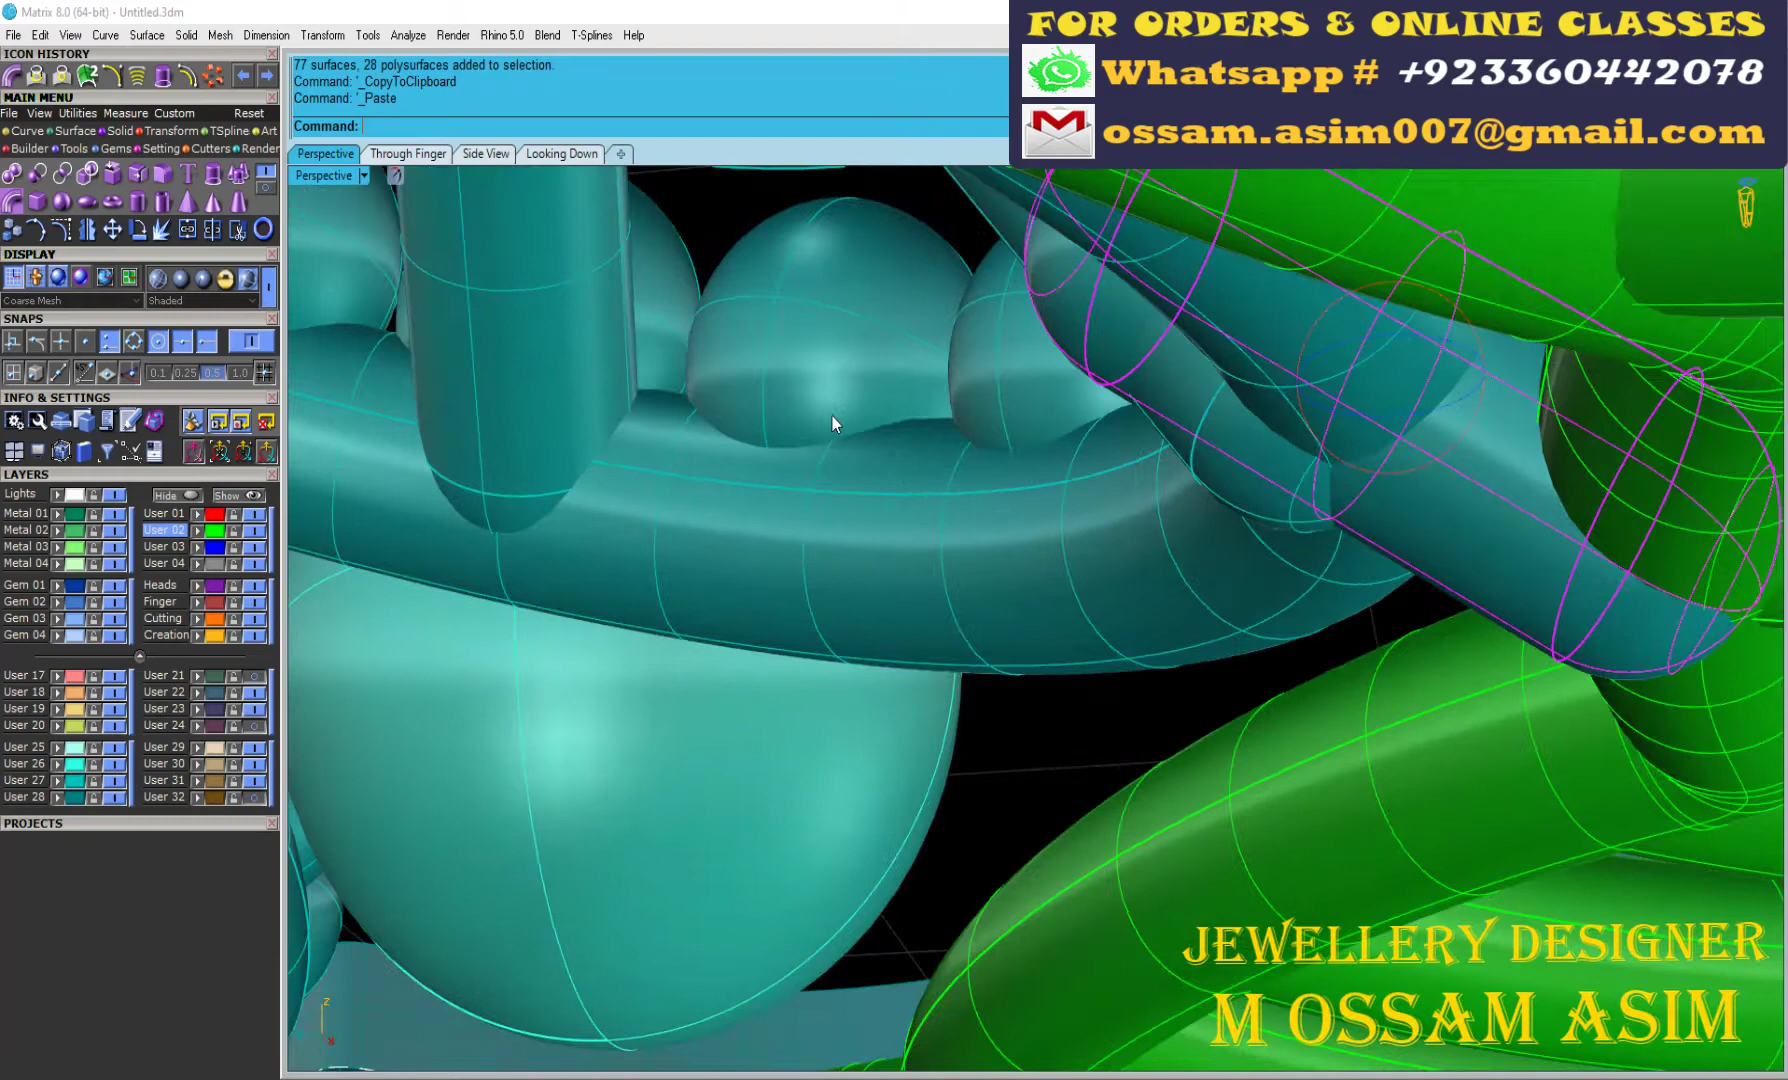 Matrix 8.0 (64-bit) - Untitled.3dm
File Edit View Curve Surface Solid Mesh Dimension Transform Tools Analyze Render Rhino 5.0 Blend T-Splines Help
FOR ORDERS & ONLINE CLASSES
Whatsapp # +923360442078
ossam.asim007@gmail.com
77 surfaces, 28 polysurfaces added to selection.
Command: '_CopyToClipboard
Command: '_Paste
Command:
Perspective Through Finger Side View Looking Down
Perspective
ICON HISTORY
MAIN MENU
File View Utilities Measure Custom Reset
Curve Surface Solid Transform TSpline Art
Builder Tools Gems Setting Cutters Render
DISPLAY
Coarse Mesh Shaded
SNAPS
0.1 0.25 0.5 1.0
INFO & SETTINGS
LAYERS
Lights Hide Show
Metal 01 User 01
Metal 02 User 02
Metal 03 User 03
Metal 04 User 04
Gem 01 Heads
Gem 02 Finger
Gem 03 Cutting
Gem 04 Creation
User 17 User 21
User 18 User 22
User 19 User 23
User 20 User 24
User 25 User 29
User 26 User 30
User 27 User 31
User 28 User 32
PROJECTS
z
x
JEWELLERY DESIGNER
M OSSAM ASIM